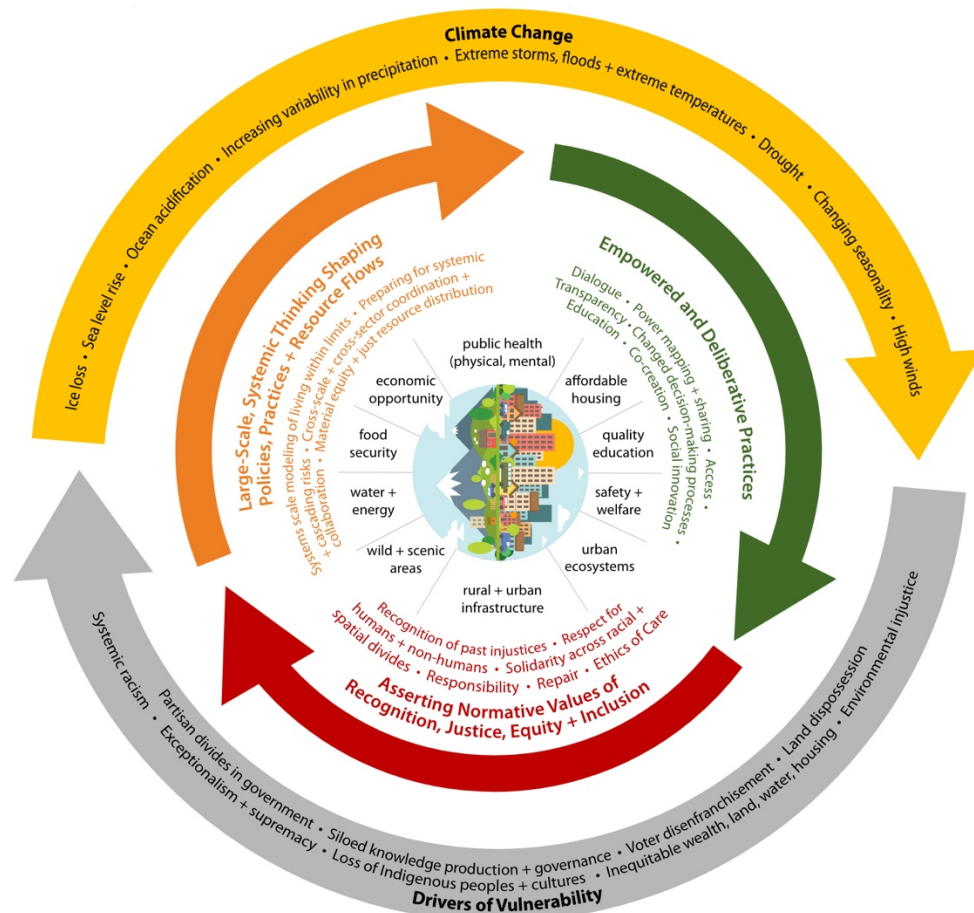 Climate Change
Ice loss • Sea level rise • Ocean acidification • Increasing variability in precipitation • Extreme storms, floods + extreme temperatures • Drought • Changing seasonality • High winds
Large-Scale, Systemic Thinking Shaping
Policies, Practices + Resource Flows
Systems scale modeling of living within limits • Preparing for systemic
+ cascading risks • Cross-scale + cross-sector coordination +
collaboration • Material equity + just resource distribution
Empowered and Deliberative Practices
Dialogue • Power mapping + sharing • Access •
Transparency • Changed decision-making processes •
Education • Co-creation • Social innovation
public health
(physical, mental)
economic
opportunity
affordable
housing
food
security
quality
education
water +
energy
safety +
welfare
wild + scenic
areas
urban
ecosystems
rural + urban
infrastructure
Recognition of past injustices • Respect for
humans + non-humans • Solidarity across racial +
spatial divides • Responsibility • Repair • Ethics of Care
Asserting Normative Values of
Recognition, Justice, Equity + Inclusion
Partisan divides in government • Siloed knowledge production + governance • Voter disenfranchisement • Land dispossession
Systemic racism • Exceptionalism + supremacy • Loss of Indigenous peoples + cultures • Inequitable wealth, land, water, housing • Environmental injustice
Drivers of Vulnerability